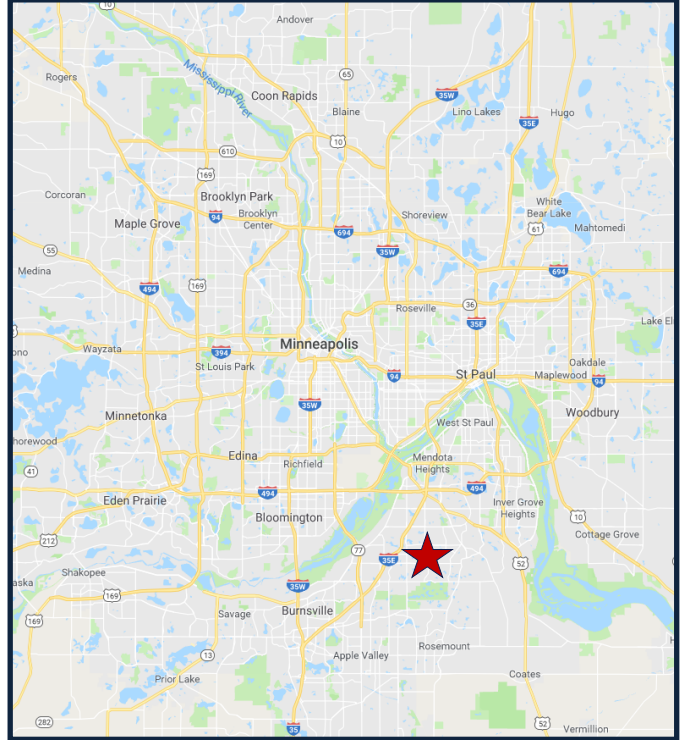 10
Andover
Rogers
Mississippi River
65
Coon Rapids
35W
Blaine
Lino Lakes
Hugo
35E
10
610
169
Corcoran
Brooklyn Park
White
Bear Lake
94
Brooklyn
Center
Shoreview
Maple Grove
61
Mantomedi
694
55
35W
Medina
694
494
169
Roseville
36
35E
Lake El
Minneapolis
ono
Wayzata
394
St Louis Park
Oakdale
St Paul
Maplewood
94
94
35W
Minnetonka
Woodbury
West St Paul
horewood
Edina
Richfield
Mendota
Heights
41
494
494
Eden Prairie
Inver Grove
Heights
Bloomington
10
Cottage Grove
212
77
35E
52
Shakopee
aska
35W
169
Burnsville
Savage
169
Rosemount
13
Apple Valley
Prior Lake
Coates
282
35
52
Vermillion